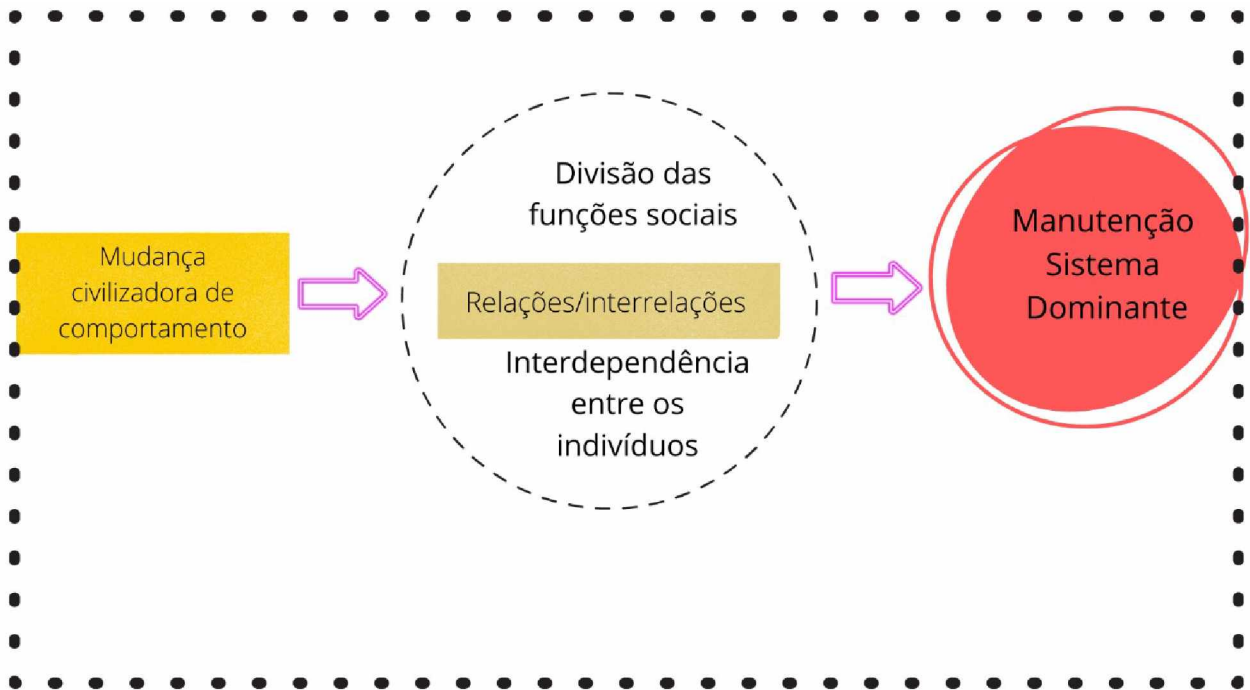 Mudança
civilizadora de
comportamento
Divisão das
funções sociais
Relações/interrelações
Interdependência
entre os
indivíduos
Manutenção
Sistema
Dominante